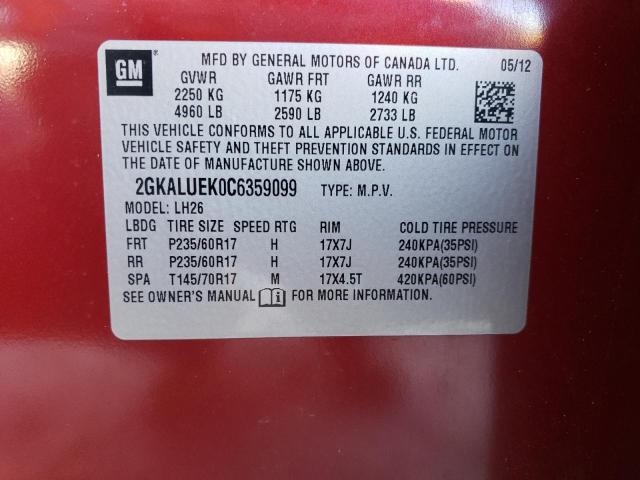 GM ®
MFD BY GENERAL MOTORS OF CANADA LTD. 05/12
GVWR GAWR FRT GAWR RR
2250 KG 1175 KG 1240 KG
4960 LB 2590 LB 2733 LB
THIS VEHICLE CONFORMS TO ALL APPLICABLE U.S. FEDERAL MOTOR
VEHICLE SAFETY AND THEFT PREVENTION STANDARDS IN EFFECT ON THE
DATE OF MANUFACTURE SHOWN ABOVE.
2GKALUEK0C6359099 TYPE: M.P.V.
MODEL: LH26
LBDG TIRE SIZE SPEED RTG RIM COLD TIRE PRESSURE
FRT P235/60R17 H 17X7J 240KPA(35PSI)
RR P235/60R17 H 17X7J 240KPA(35PSI)
SPA T145/70R17 M 17X4.5T 420KPA(60PSI)
SEE OWNER'S MANUAL i FOR MORE INFORMATION.